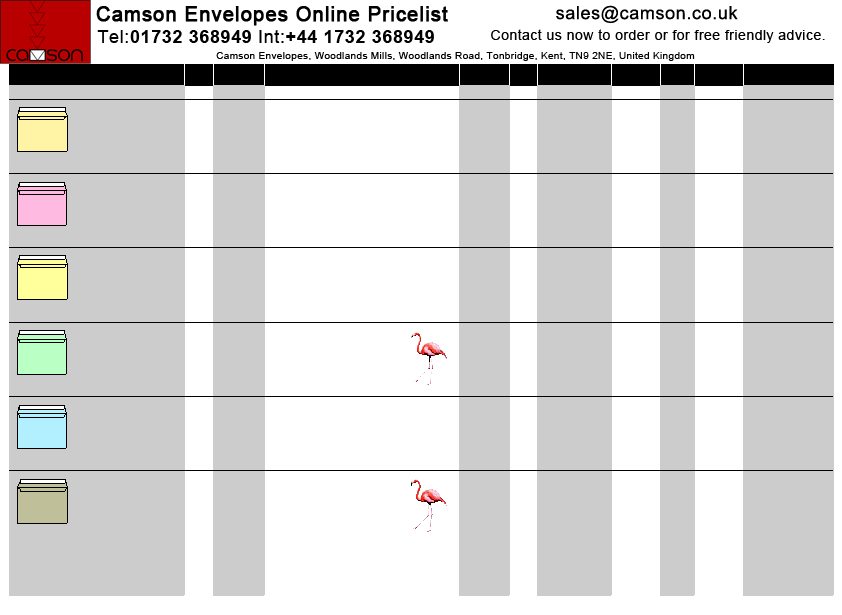 Camson Envelopes Online Pricelist
sales@camson.co.uk
Tel:01732 368949 Int:+44 1732 368949
Contact us now to order or for free friendly advice.
Camson Envelopes, Woodlands Mills, Woodlands Road, Tonbridge, Kent, TN9 2NE, United Kingdom
camson